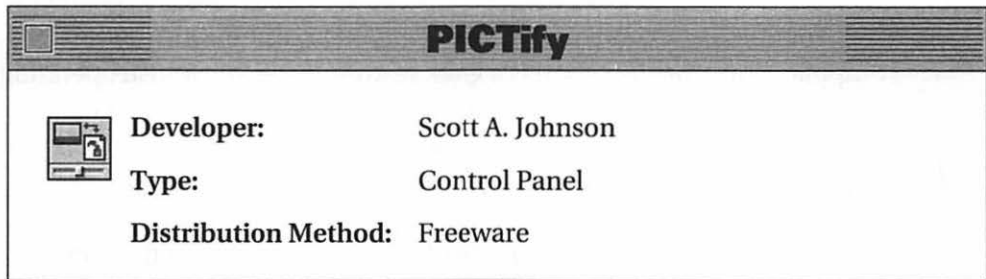 PICTify
Developer: Scott A. Johnson
Type: Control Panel
Distribution Method: Freeware